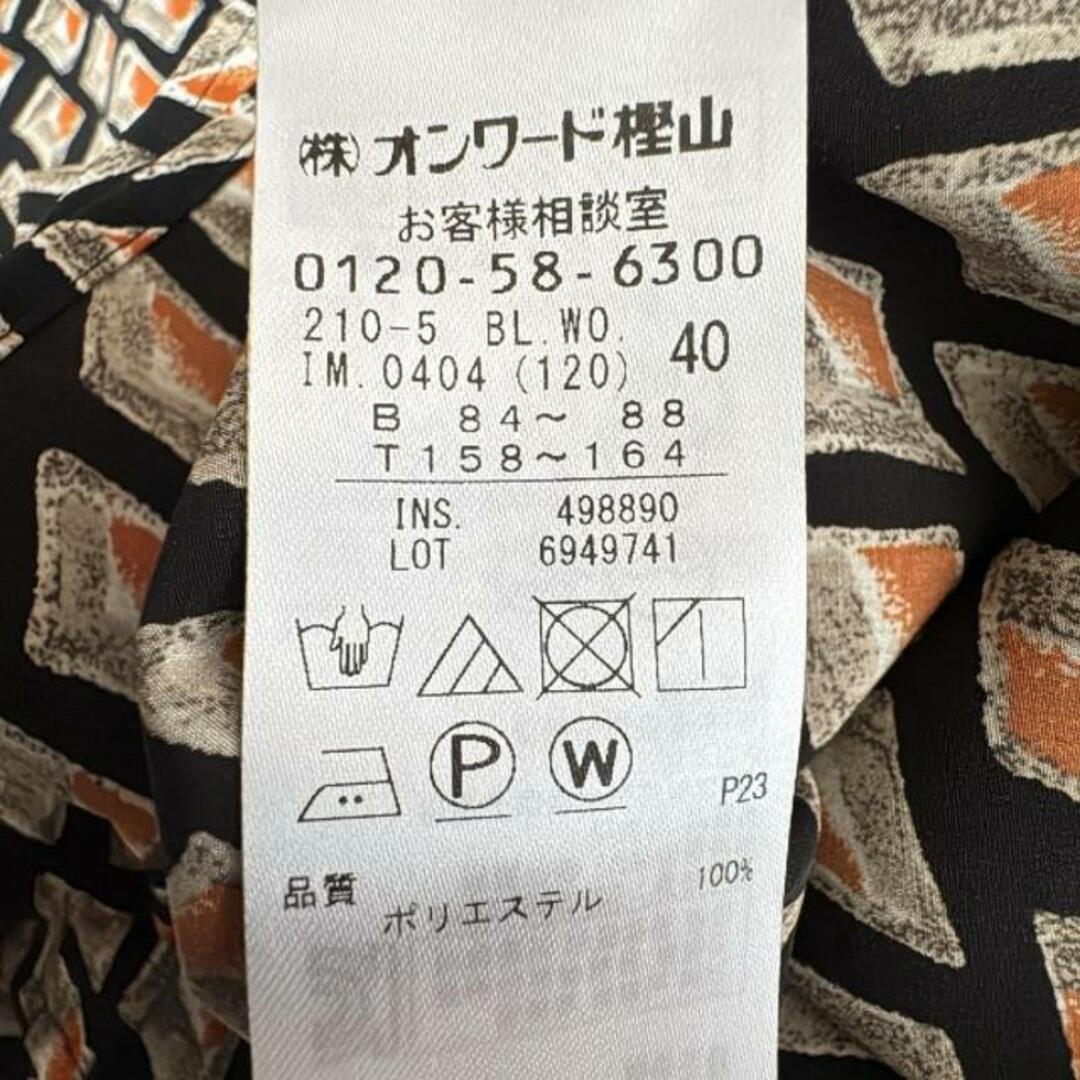 (株)オンワード樫山
お客様相談室
0120-58-6300
210-5 BL.WO.
IM.0404 (120) 40
B 84～ 88
T158～164
INS. 498890
LOT 6949741
P W
P23
品質 ポリエステル 100%